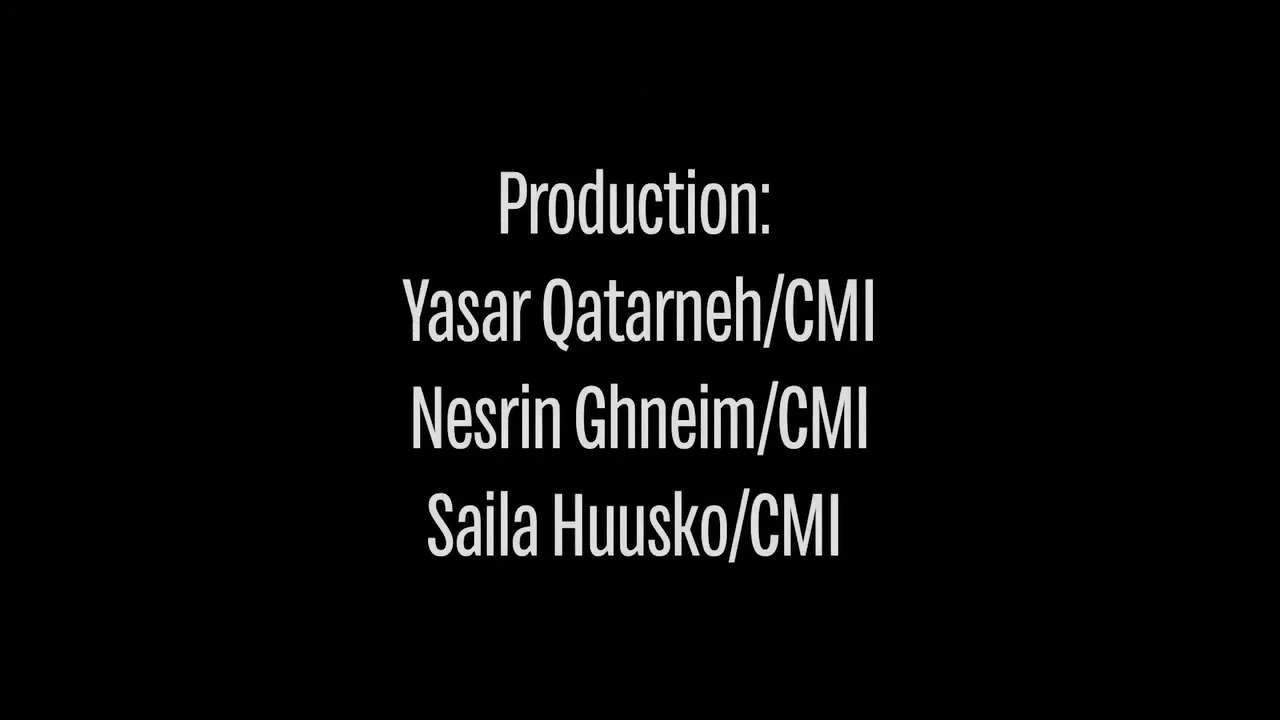 Production:
Yasar Qatarneh/CMI
Nesrin Ghneim/CMI
Saila Huusko/CMI